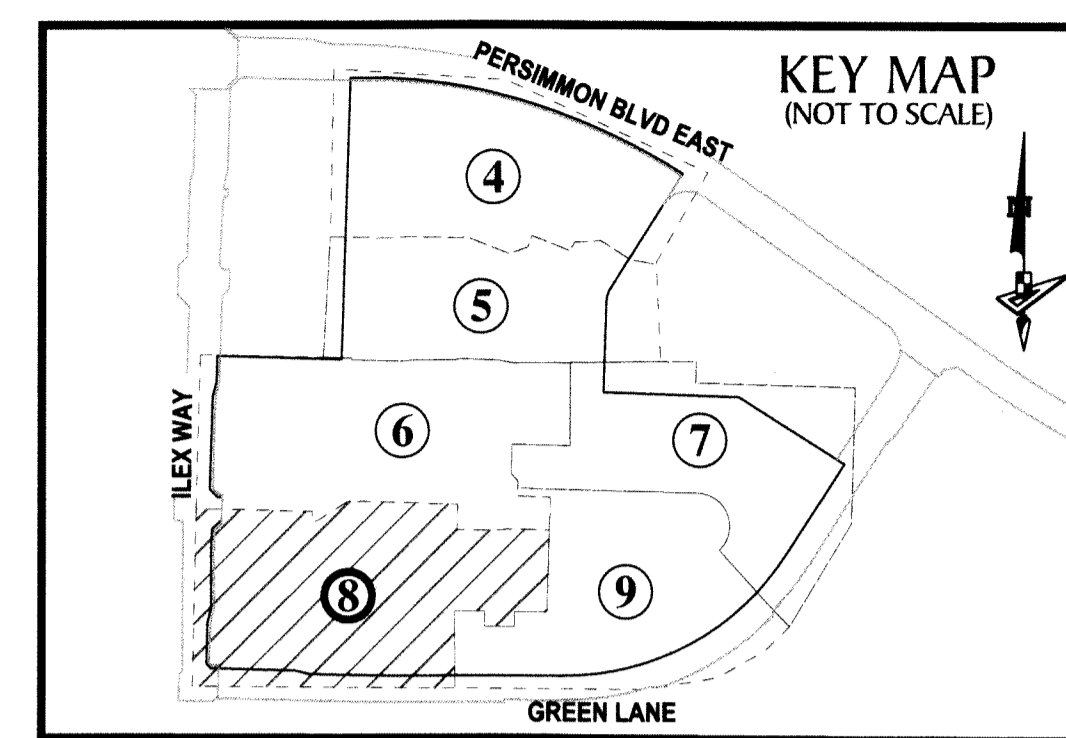 PERSIMMON BLVD EAST
KEY MAP
(NOT TO SCALE)
N
4
5
6
7
ILEX WAY
8
9
GREEN LANE